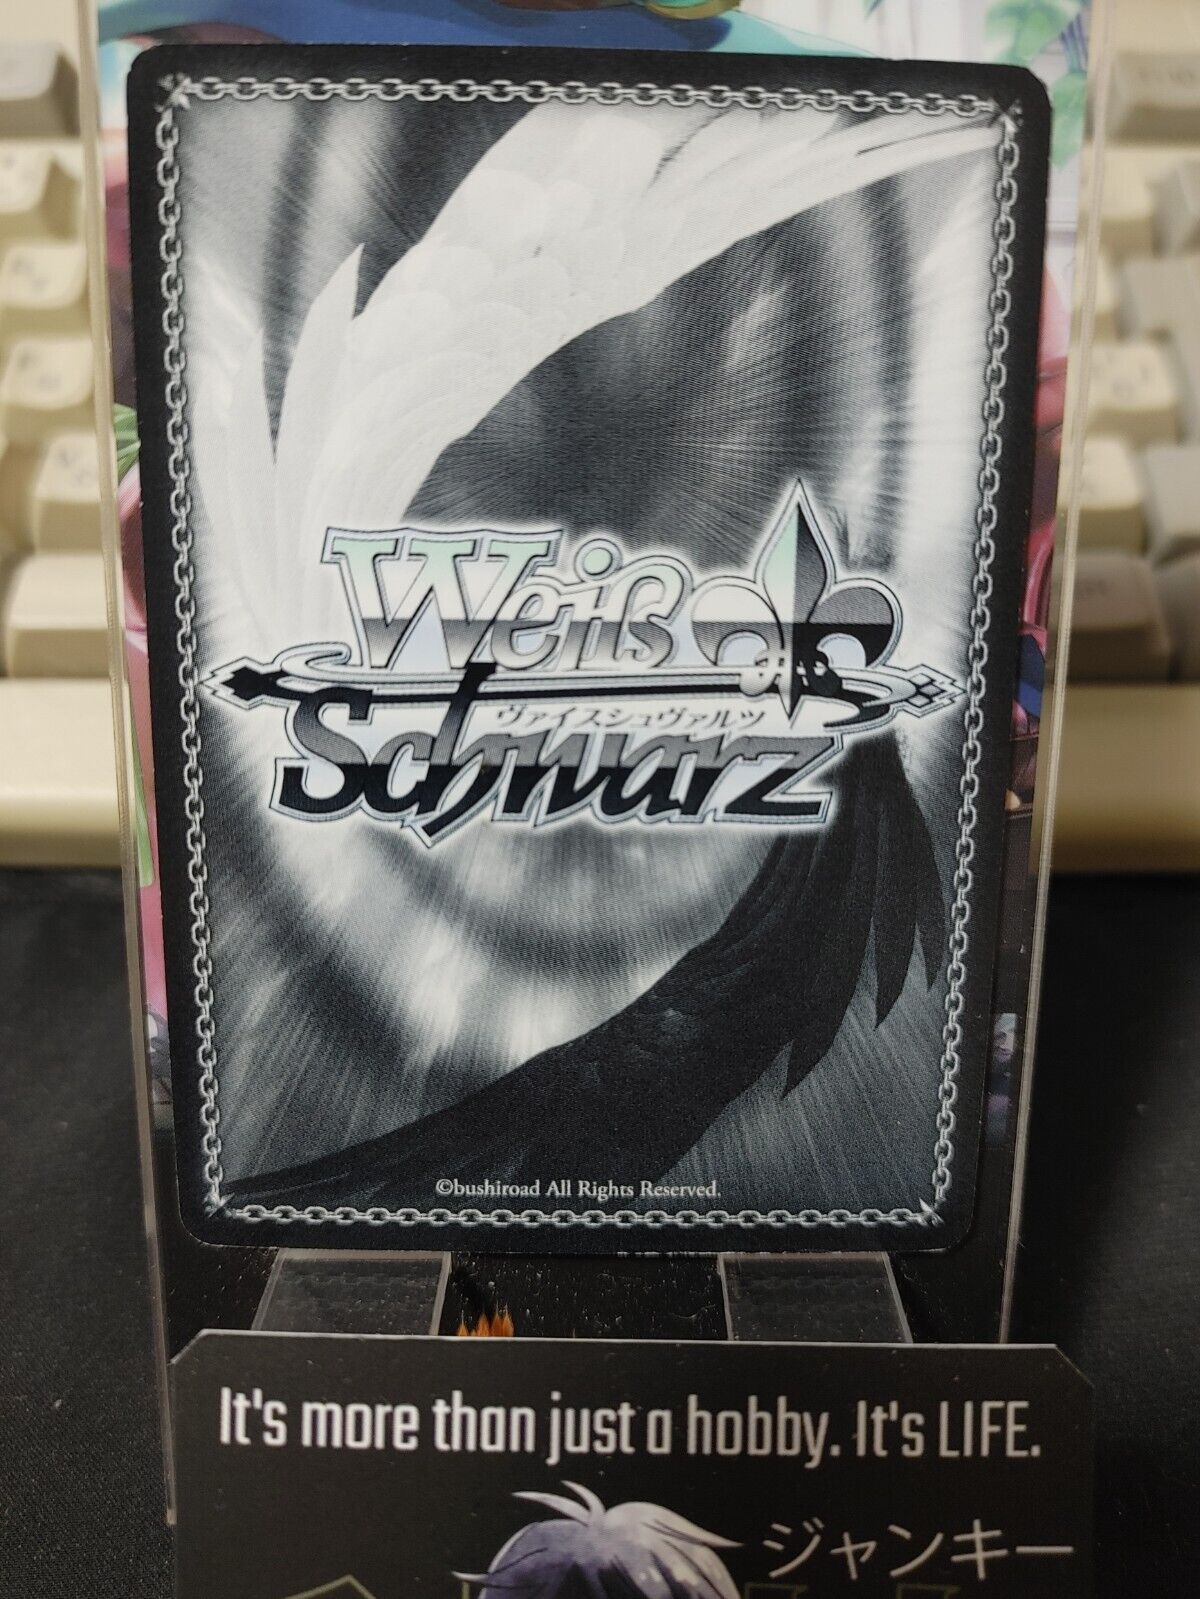 Weiß
ヴァイスシュヴァルツ
Schwarz
©bushiroad All Rights Reserved.
It's more than just a hobby. It's LIFE.
ジャンキー